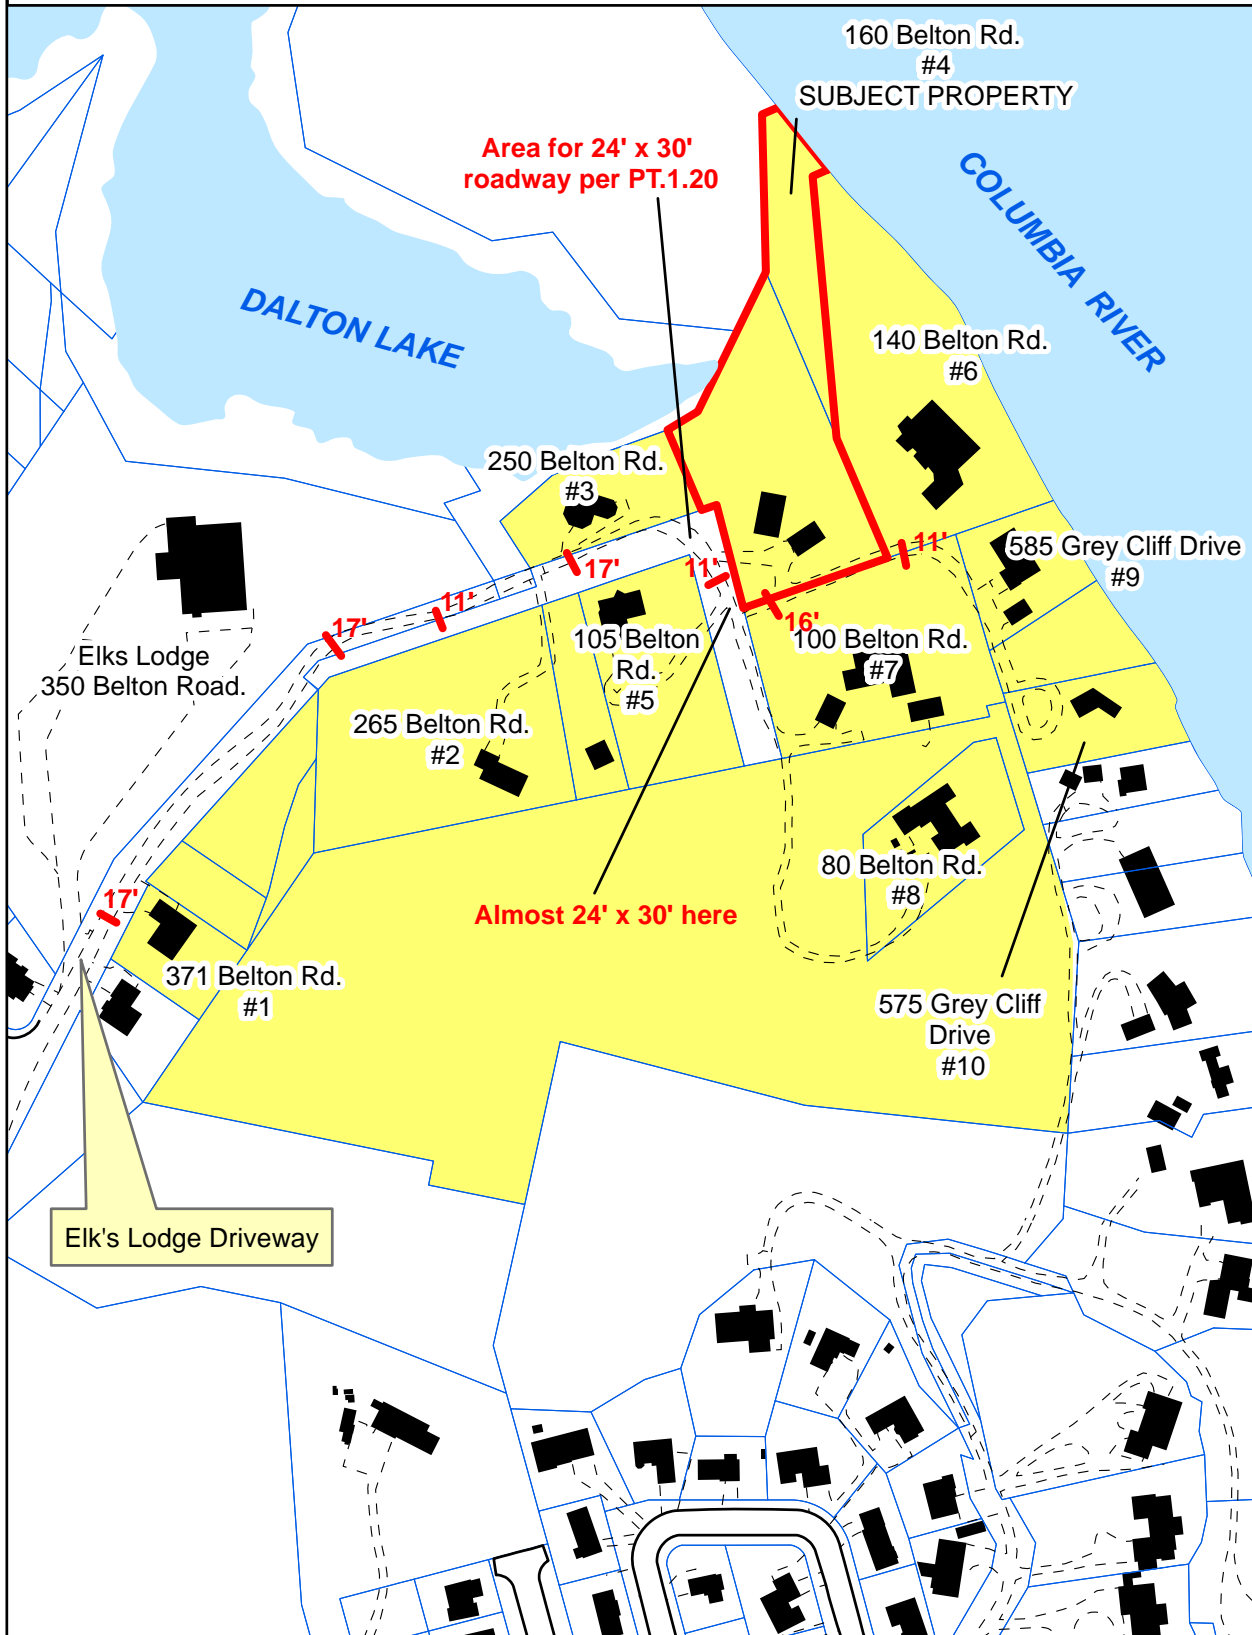 160 Belton Rd.
#4
SUBJECT PROPERTY
Area for 24' x 30'
roadway per PT.1.20
COLUMBIA RIVER
DALTON LAKE
140 Belton Rd.
#6
250 Belton Rd.
#3
585 Grey Cliff Drive
#9
11'
17'
11'
11'
17'
16'
105 Belton
Rd.
#5
100 Belton Rd.
#7
Elks Lodge
350 Belton Road.
265 Belton Rd.
#2
80 Belton Rd.
#8
17'
Almost 24' x 30' here
371 Belton Rd.
#1
575 Grey Cliff
Drive
#10
Elk's Lodge Driveway